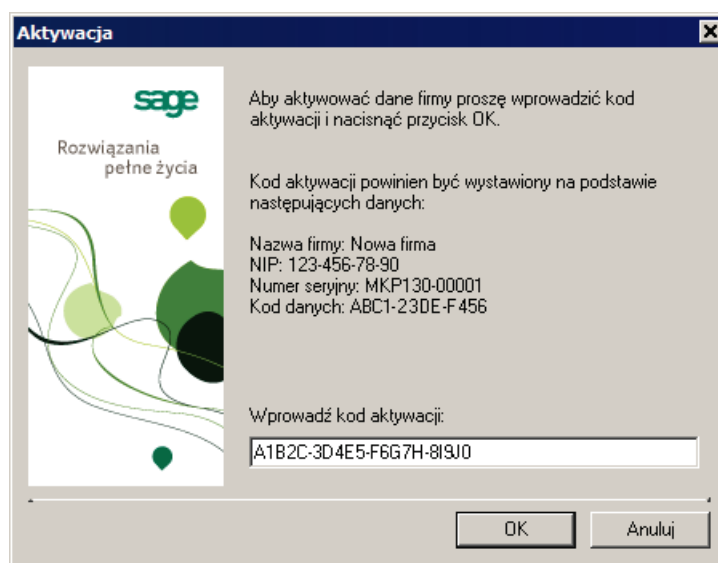 Aktywacja
sage
Rozwiązania
pełne życia
Aby aktywować dane firmy proszę wprowadzić kod
aktywacji i nacisnąć przycisk OK.
Kod aktywacji powinien być wystawiony na podstawie
następujących danych:
Nazwa firmy: Nowa firma
NIP: 123-456-78-90
Numer seryjny: MKP130-00001
Kod danych: ABC1-23DE-F456
Wprowadź kod aktywacji:
A1B2C-3D4E5-F6G7H-8I9J0
OK
Anuluj